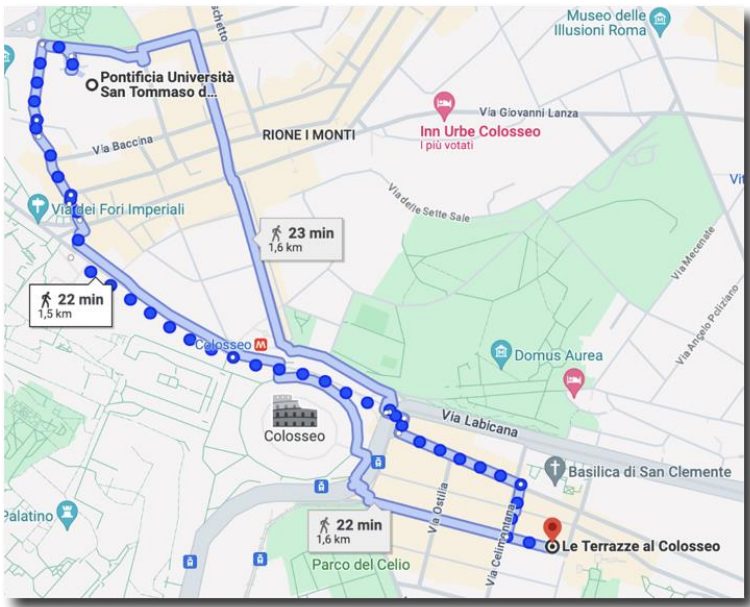 Museo delle
Illusioni Roma
Pontificia Università
San Tommaso d...
Via Giovanni Lanza
RIONE I MONTI
Inn Urbe Colosseo
I più votati
Via Baccina
Via delle Sette Sale
Via dei Fori Imperiali
23 min
1,6 km
Via Mecenate
22 min
1,5 km
Via Angelo Poliziano
Colosseo M
Domus Aurea
Colosseo
Via Labicana
Basilica di San Clemente
Palatino
Via Ostilia
Via Celimontana
22 min
1,6 km
Le Terrazze al Colosseo
Parco del Celio